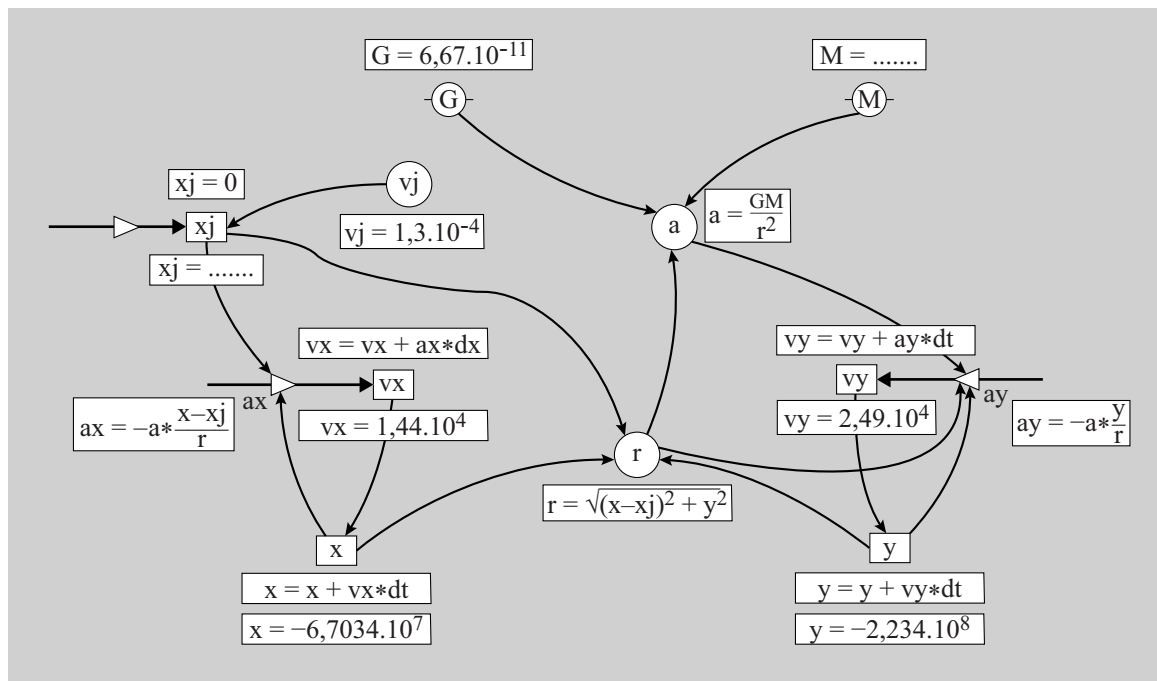 G = 6,67.10⁻¹¹
M = .......
G
M
xj = 0
vj
xj
vj = 1,3.10⁻⁴
a
a = GM/r²
xj = .......
vx = vx + ax*dx
vy = vy + ay*dt
vx
vy
ax
ay
ax = −a*(x−xj)/r
vx = 1,44.10⁴
vy = 2,49.10⁴
ay = −a*y/r
r
r = √(x−xj)² + y²
x
y
x = x + vx*dt
y = y + vy*dt
x = −6,7034.10⁷
y = −2,234.10⁸